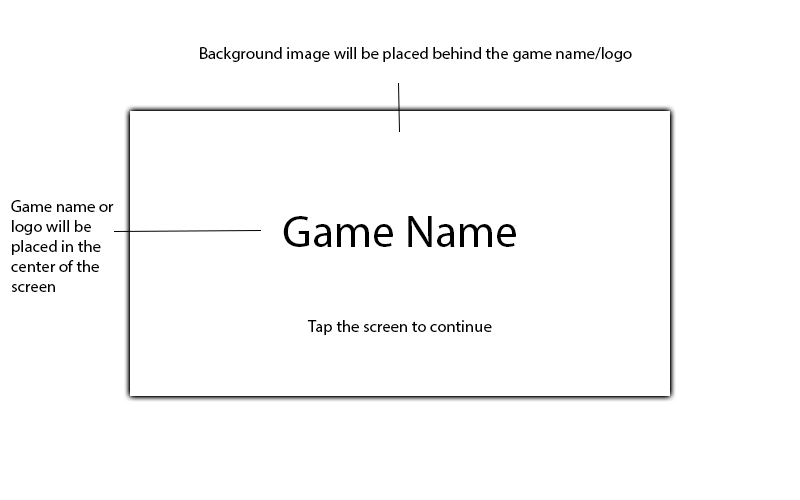 Background image will be placed behind the game name/logo
Game name or
logo will be
placed in the
center of the
screen
Game Name
Tap the screen to continue